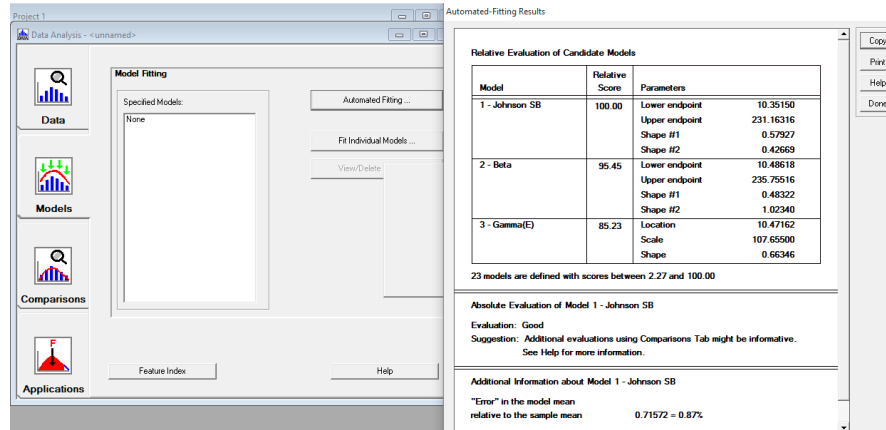 Project 1
Data Analysis - <unnamed>
Data
Models
Comparisons
F
Applications
Model Fitting
Specified Models:
None
Automated Fitting ...
Fit Individual Models ...
View/Delete
Feature Index
Help
Automated-Fitting Results
Relative Evaluation of Candidate Models
Model Relative Score Parameters
1 - Johnson SB 100.00 Lower endpoint 10.35150
Upper endpoint 231.16316
Shape #1 0.57927
Shape #2 0.42669
2 - Beta 95.45 Lower endpoint 10.48618
Upper endpoint 235.75516
Shape #1 0.48322
Shape #2 1.02340
3 - Gamma(E) 85.23 Location 10.47162
Scale 107.65500
Shape 0.66346
23 models are defined with scores between 2.27 and 100.00
Absolute Evaluation of Model 1 - Johnson SB
Evaluation: Good
Suggestion: Additional evaluations using Comparisons Tab might be informative.
See Help for more information.
Additional Information about Model 1 - Johnson SB
"Error" in the model mean
relative to the sample mean 0.71572 = 0.87%
Copy
Print
Help
Done